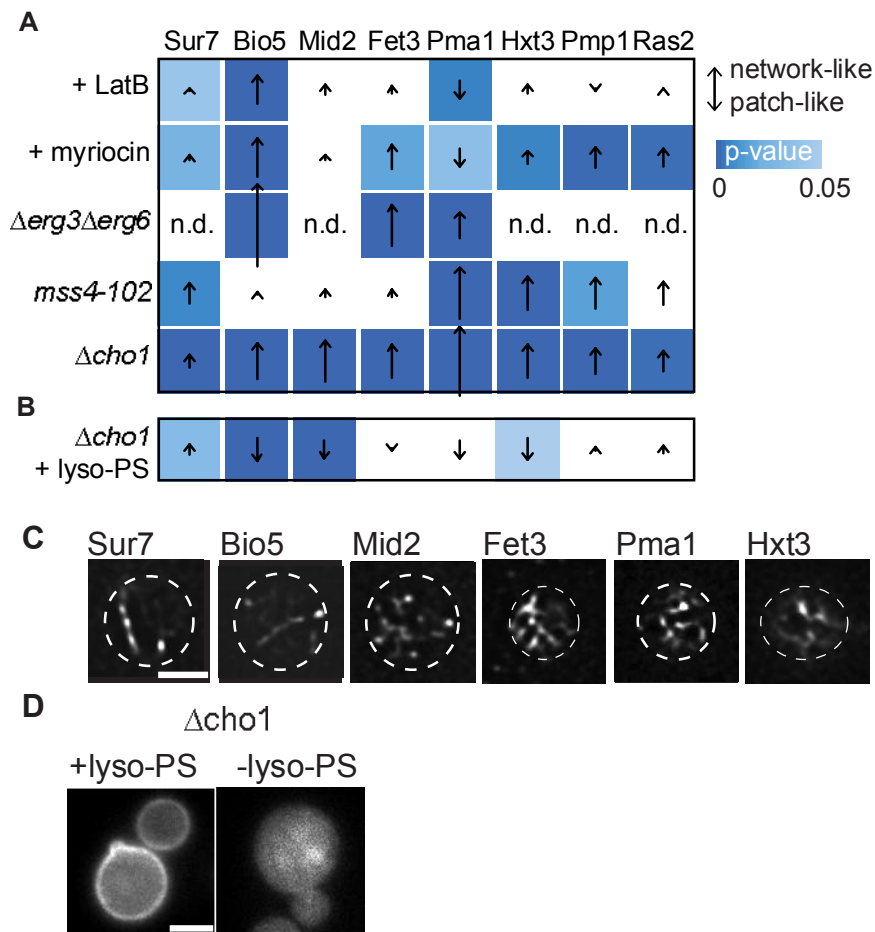 A
Sur7 Bio5 Mid2 Fet3 Pma1 Hxt3 Pmp1 Ras2
+ LatB
network-like
patch-like
+ myriocin
p-value
0 0.05
Δerg3Δerg6 n.d. n.d. n.d. n.d. n.d.
mss4-102
Δcho1
B
Δcho1
+ lyso-PS
C
Sur7 Bio5 Mid2 Fet3 Pma1 Hxt3
D
Δcho1
+lyso-PS -lyso-PS